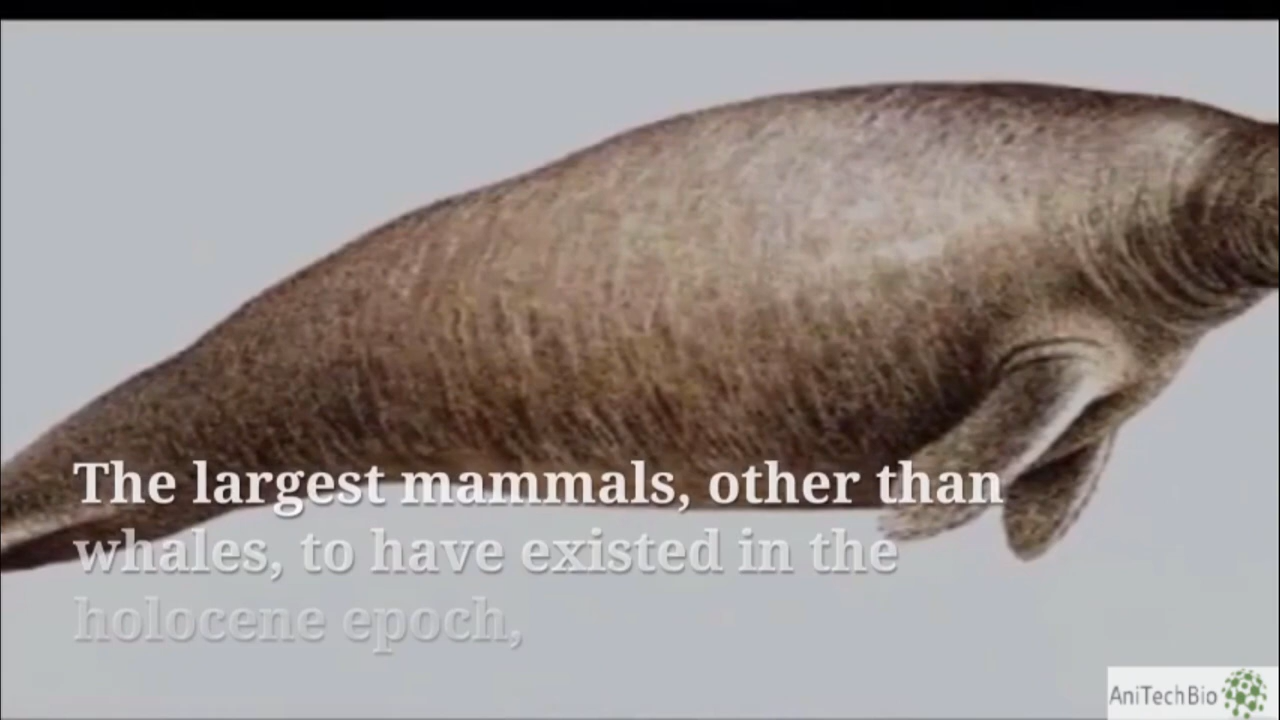 The largest mammals, other than
whales, to have existed in the
holocene epoch,
AniTechBio